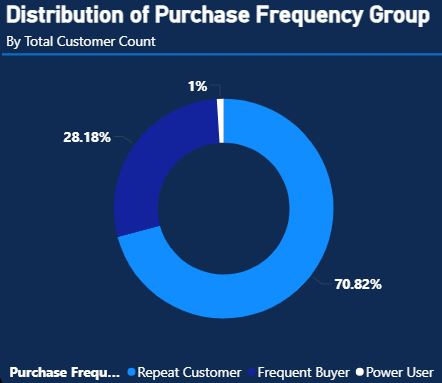 Distribution of Purchase Frequency Group
By Total Customer Count
1%
28.18%
70.82%
Purchase Frequ... Repeat Customer Frequent Buyer Power User